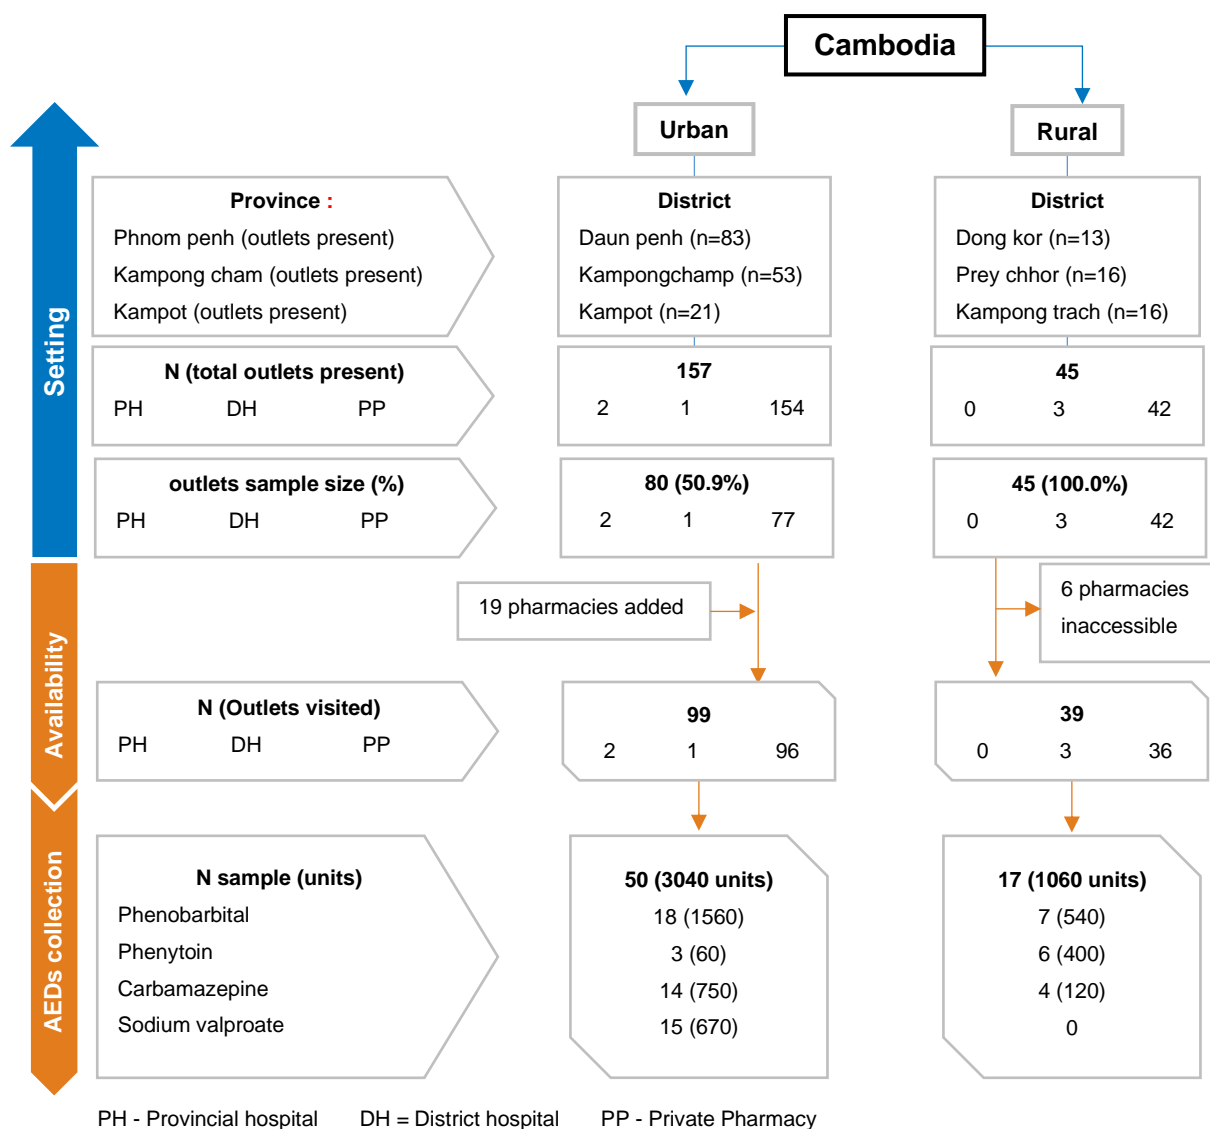 Cambodia
Urban
Rural
Setting
Province :
Phnom penh (outlets present)
Kampong cham (outlets present)
Kampot (outlets present)
District
Daun penh (n=83)
Kampongchamp (n=53)
Kampot (n=21)
District
Dong kor (n=13)
Prey chhor (n=16)
Kampong trach (n=16)
N (total outlets present)
PH DH PP
157
2 1 154
45
0 3 42
outlets sample size (%)
PH DH PP
80 (50.9%)
2 1 77
45 (100.0%)
0 3 42
Availability
19 pharmacies added
6 pharmacies
inaccessible
N (Outlets visited)
PH DH PP
99
2 1 96
39
0 3 36
AEDs collection
N sample (units)
Phenobarbital
Phenytoin
Carbamazepine
Sodium valproate
50 (3040 units)
18 (1560)
3 (60)
14 (750)
15 (670)
17 (1060 units)
7 (540)
6 (400)
4 (120)
0
PH - Provincial hospital DH = District hospital PP - Private Pharmacy